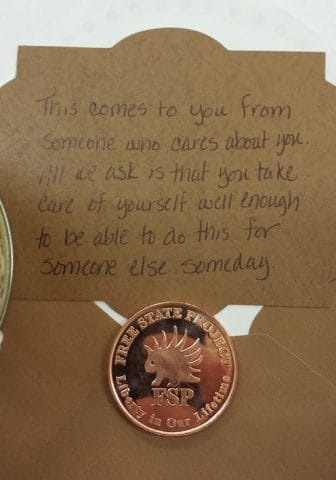 This comes to you from
Someone who cares about you.
All we ask is that you take
care of yourself well enough
to be able to do this for
Someone else someday.
FREE STATE PROJECT
FSP
Liberty in Our Lifetime